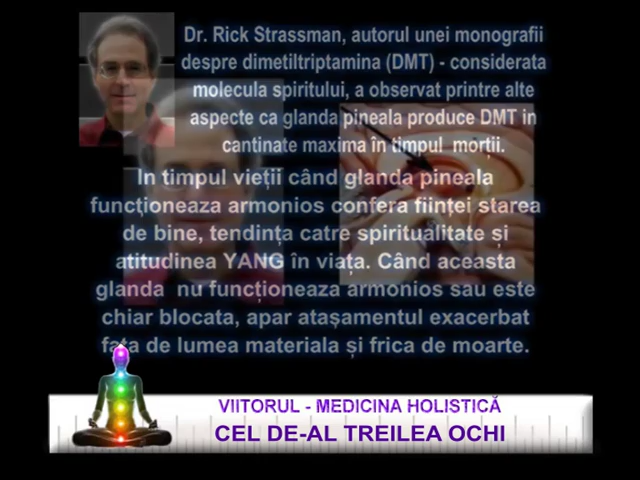 Dr. Rick Strassman, autorul unei monografii
despre dimetiltriptamina (DMT) - considerata
molecula spiritului, a observat printre alte
aspecte ca glanda pineala produce DMT in
cantinate maxima în timpul morții.
In timpul vieții când glanda pineala
funcționeaza armonios confera ființei starea
de bine, tendința catre spiritualitate și
atitudinea YANG în viața. Când aceasta
glanda nu funcționeaza armonios sau este
chiar blocata, apar atașamentul exacerbat
fața de lumea materiala și frica de moarte.
VIITORUL - MEDICINA HOLISTICĂ
CEL DE-AL TREILEA OCHI